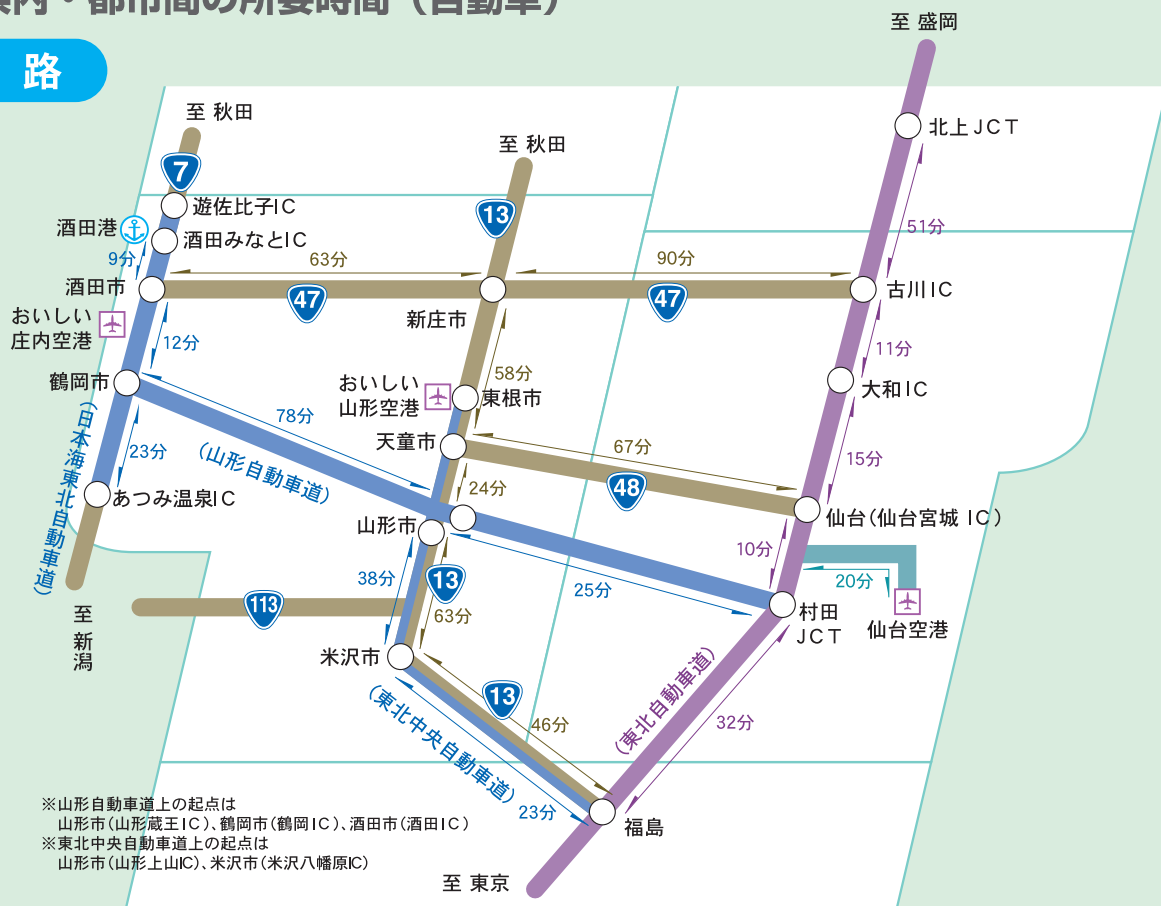 案内・都市間の所要時間（自動車）
路
至 盛岡
北上JCT
51分
至 秋田
7
遊佐比子IC
酒田港
酒田みなとIC
9分
至 秋田
13
63分
90分
酒田市
47
新庄市
47
古川IC
おいしい
庄内空港
12分
11分
鶴岡市
58分
おいしい
山形空港
東根市
大和IC
78分
天童市
67分
15分
23分
(日本海東北自動車道)
(山形自動車道)
48
24分
あつみ温泉IC
山形市
仙台(仙台宮城 IC)
10分
38分
13
25分
20分
113
63分
村田
JCT
仙台空港
至 新潟
米沢市
13
46分
(東北中央自動車道)
23分
(東北自動車道)
32分
福島
至 東京
※山形自動車道上の起点は
山形市(山形蔵王IC)、鶴岡市(鶴岡IC)、酒田市(酒田IC)
※東北中央自動車道上の起点は
山形市(山形上山IC)、米沢市(米沢八幡原IC)